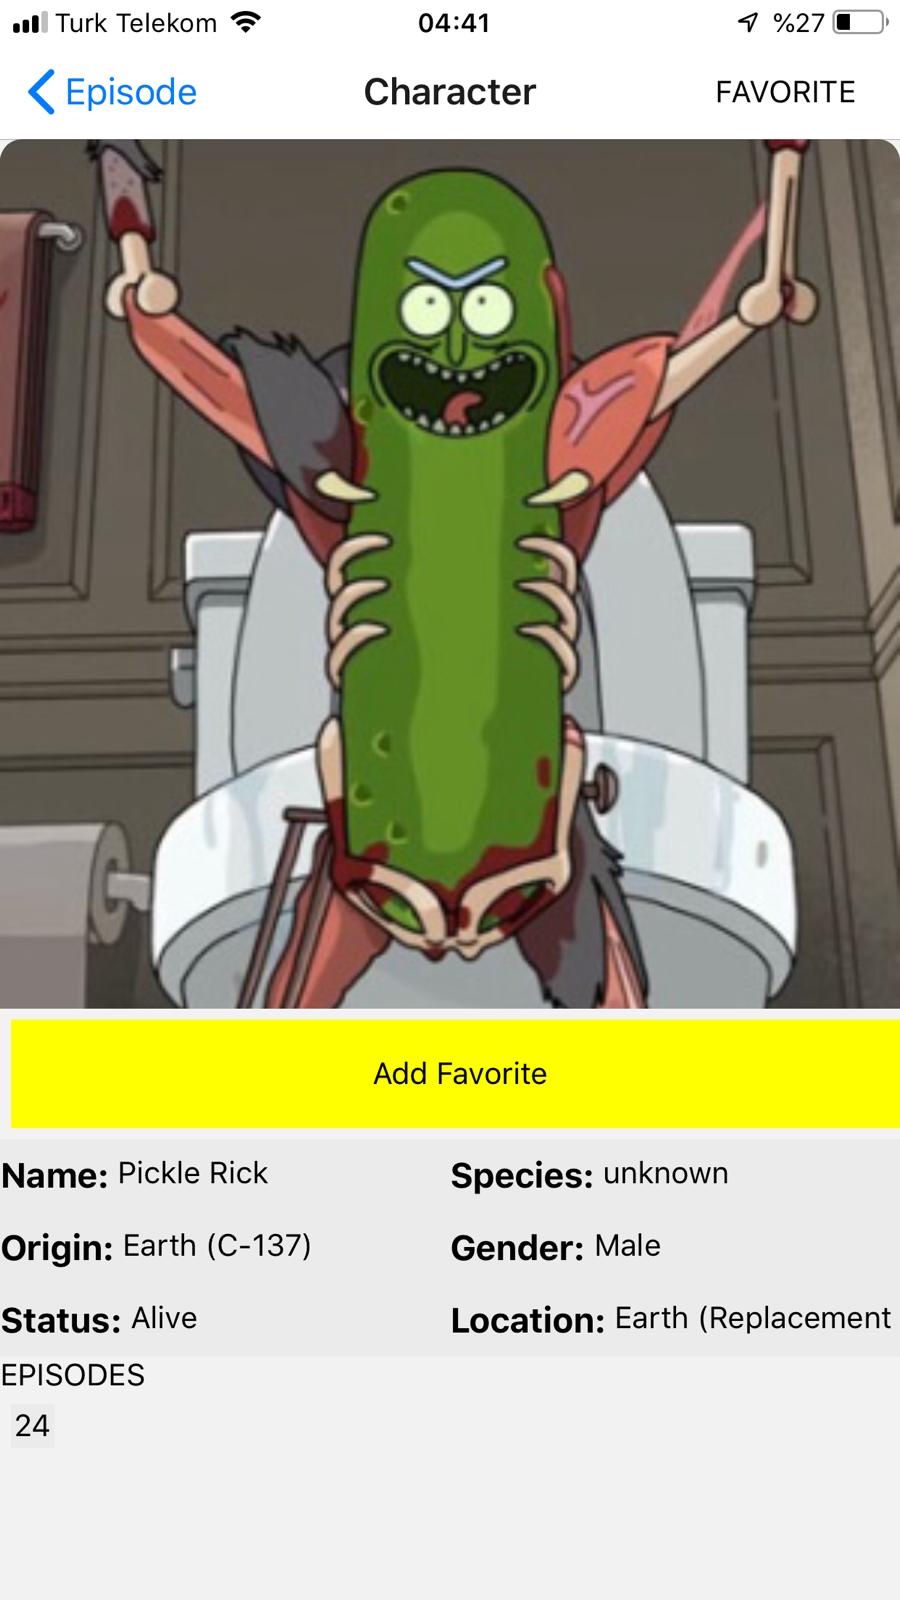 Turk Telekom 04:41 %27
Episode Character FAVORITE
Add Favorite
Name: Pickle Rick Species: unknown
Origin: Earth (C-137) Gender: Male
Status: Alive Location: Earth (Replacement
EPISODES
24